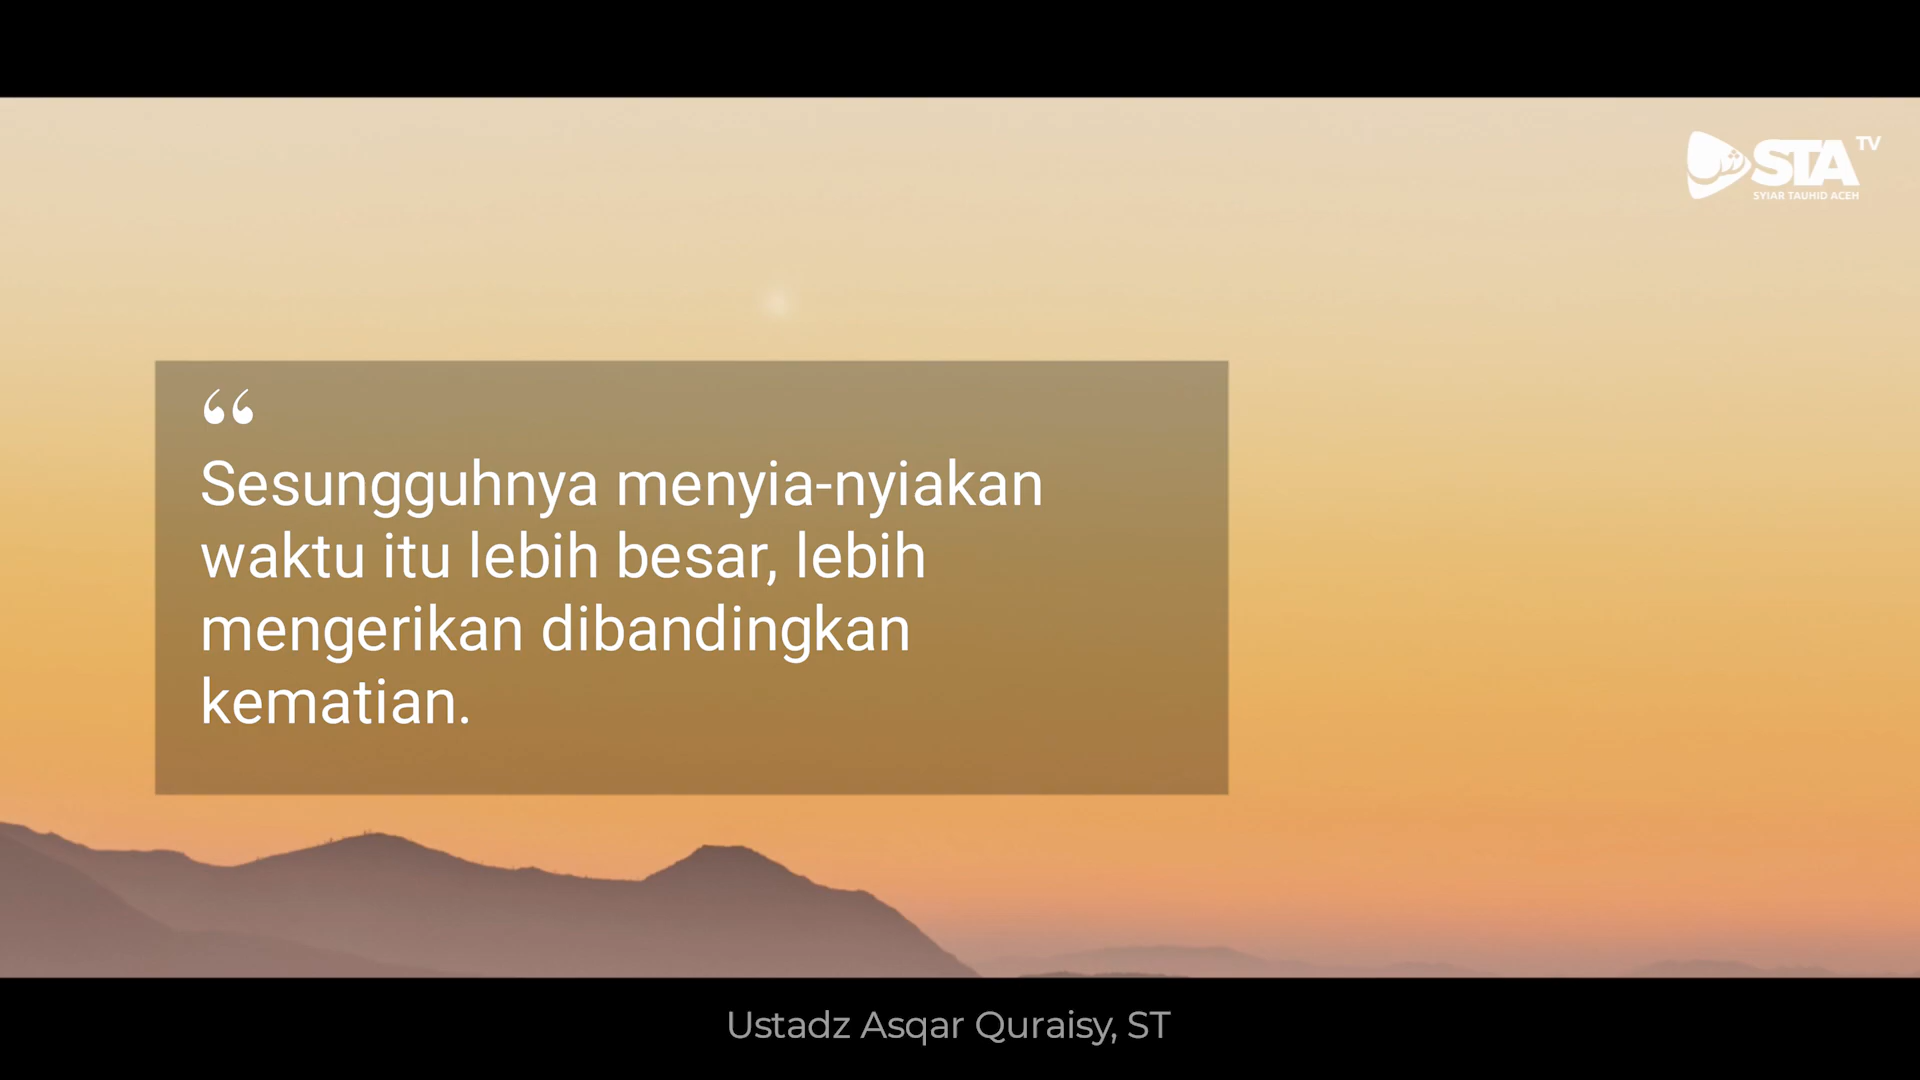 STA TV
SYIAR TAUHID ACEH
“
Sesungguhnya menyia-nyiakan
waktu itu lebih besar, lebih
mengerikan dibandingkan
kematian.
Ustadz Asqar Quraisy, ST